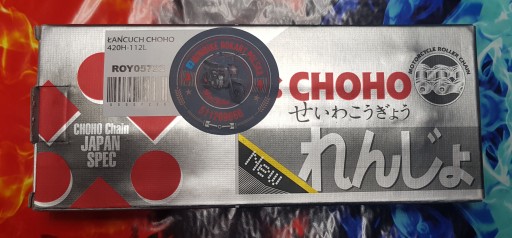 ŁAŃCUCH CHOHO
420H-112L
CHOHO
MOTORCYCLE ROLLER CHAIN
せいわこうぎょう
CHOHO Chain
JAPAN
SPEC
New
れんじょ